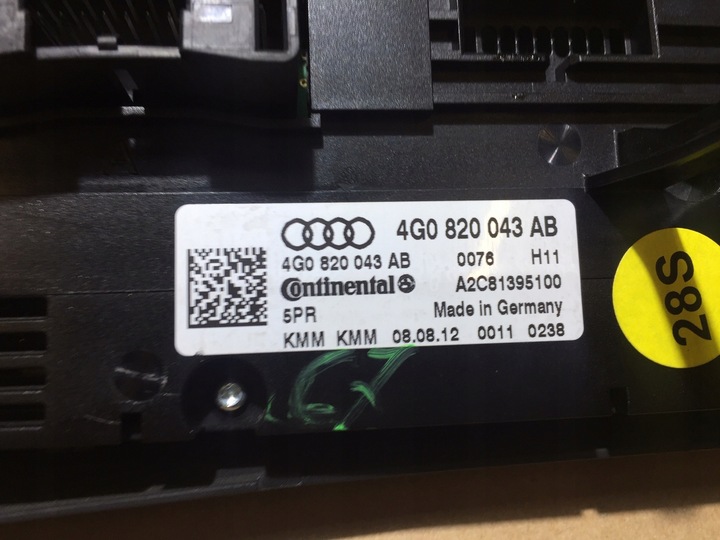 4G0 820 043 AB
4G0 820 043 AB 0076 H11
Continental A2C81395100
5PR Made in Germany
KMM KMM 08.08.12 0011 0238
28S